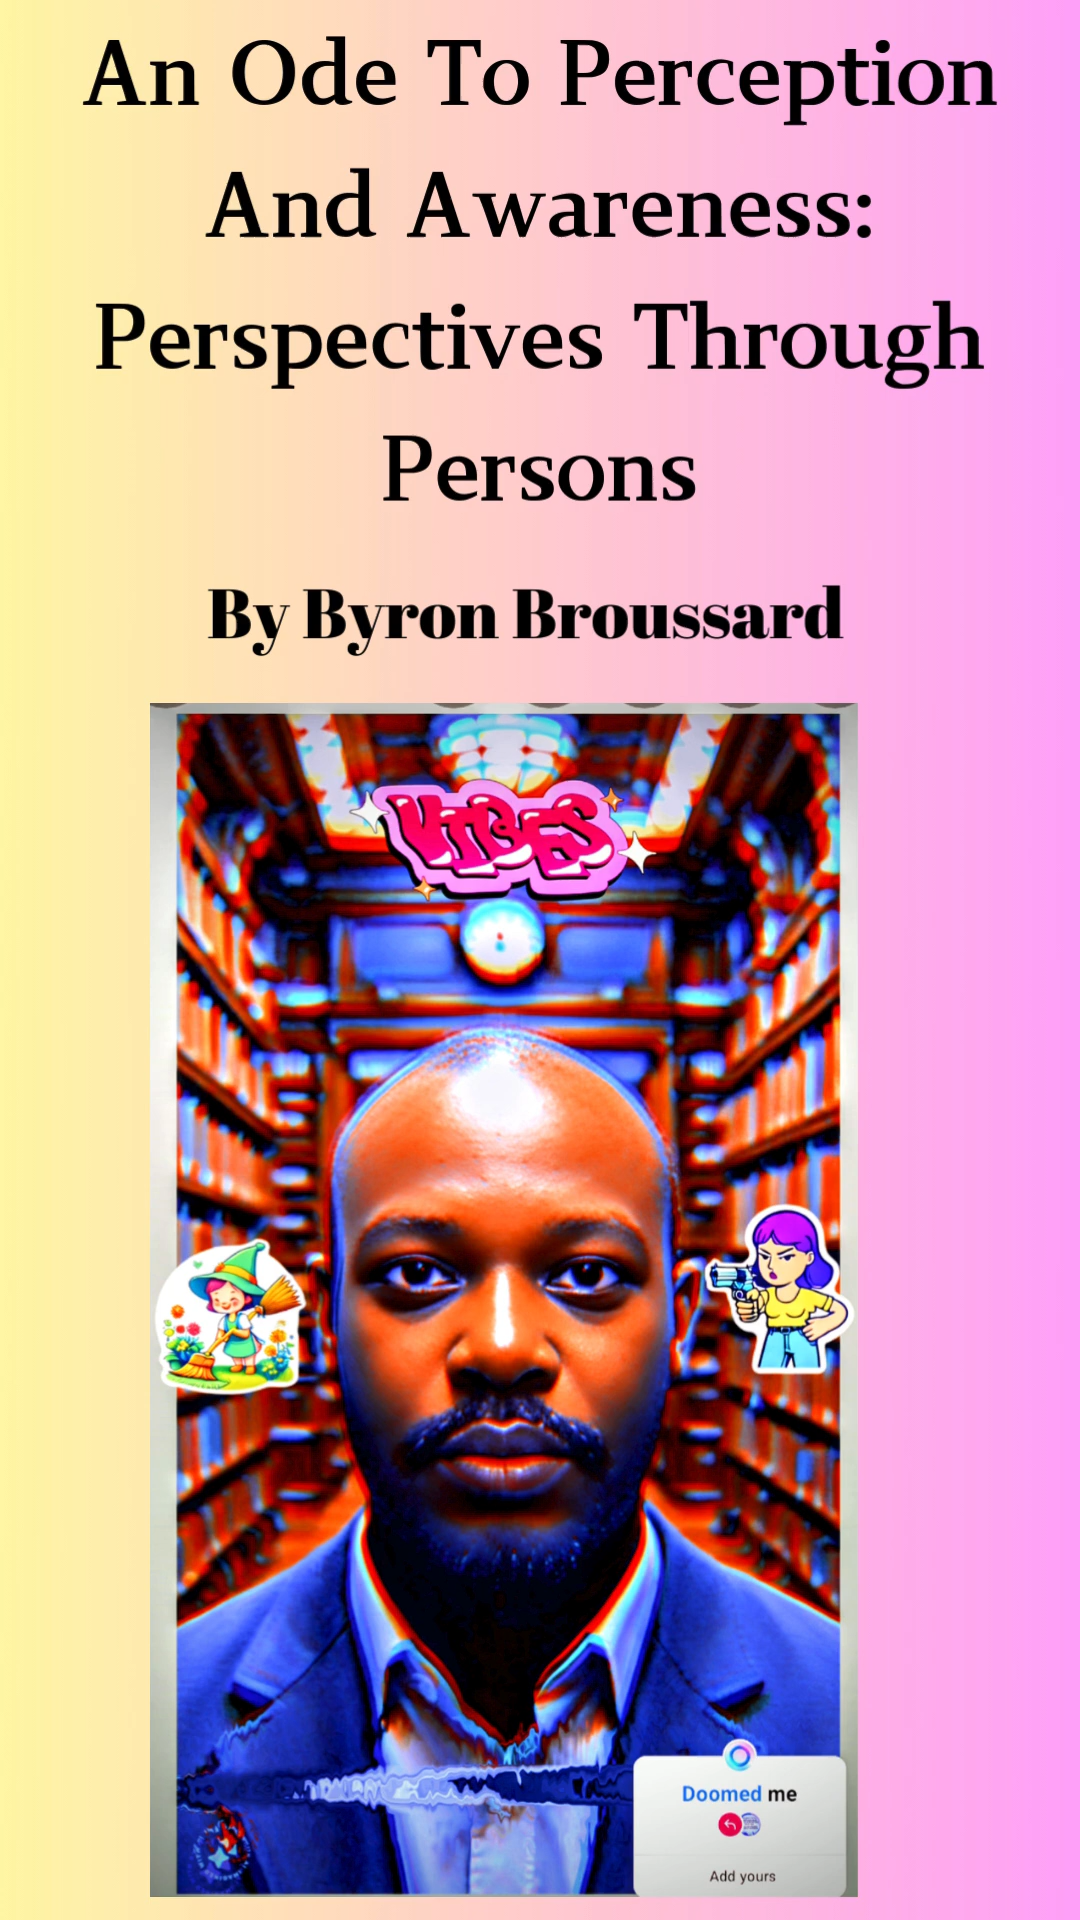 An Ode To Perception
And Awareness:
Perspectives Through
Persons
By Byron Broussard
VIBES
Doomed me
Add yours